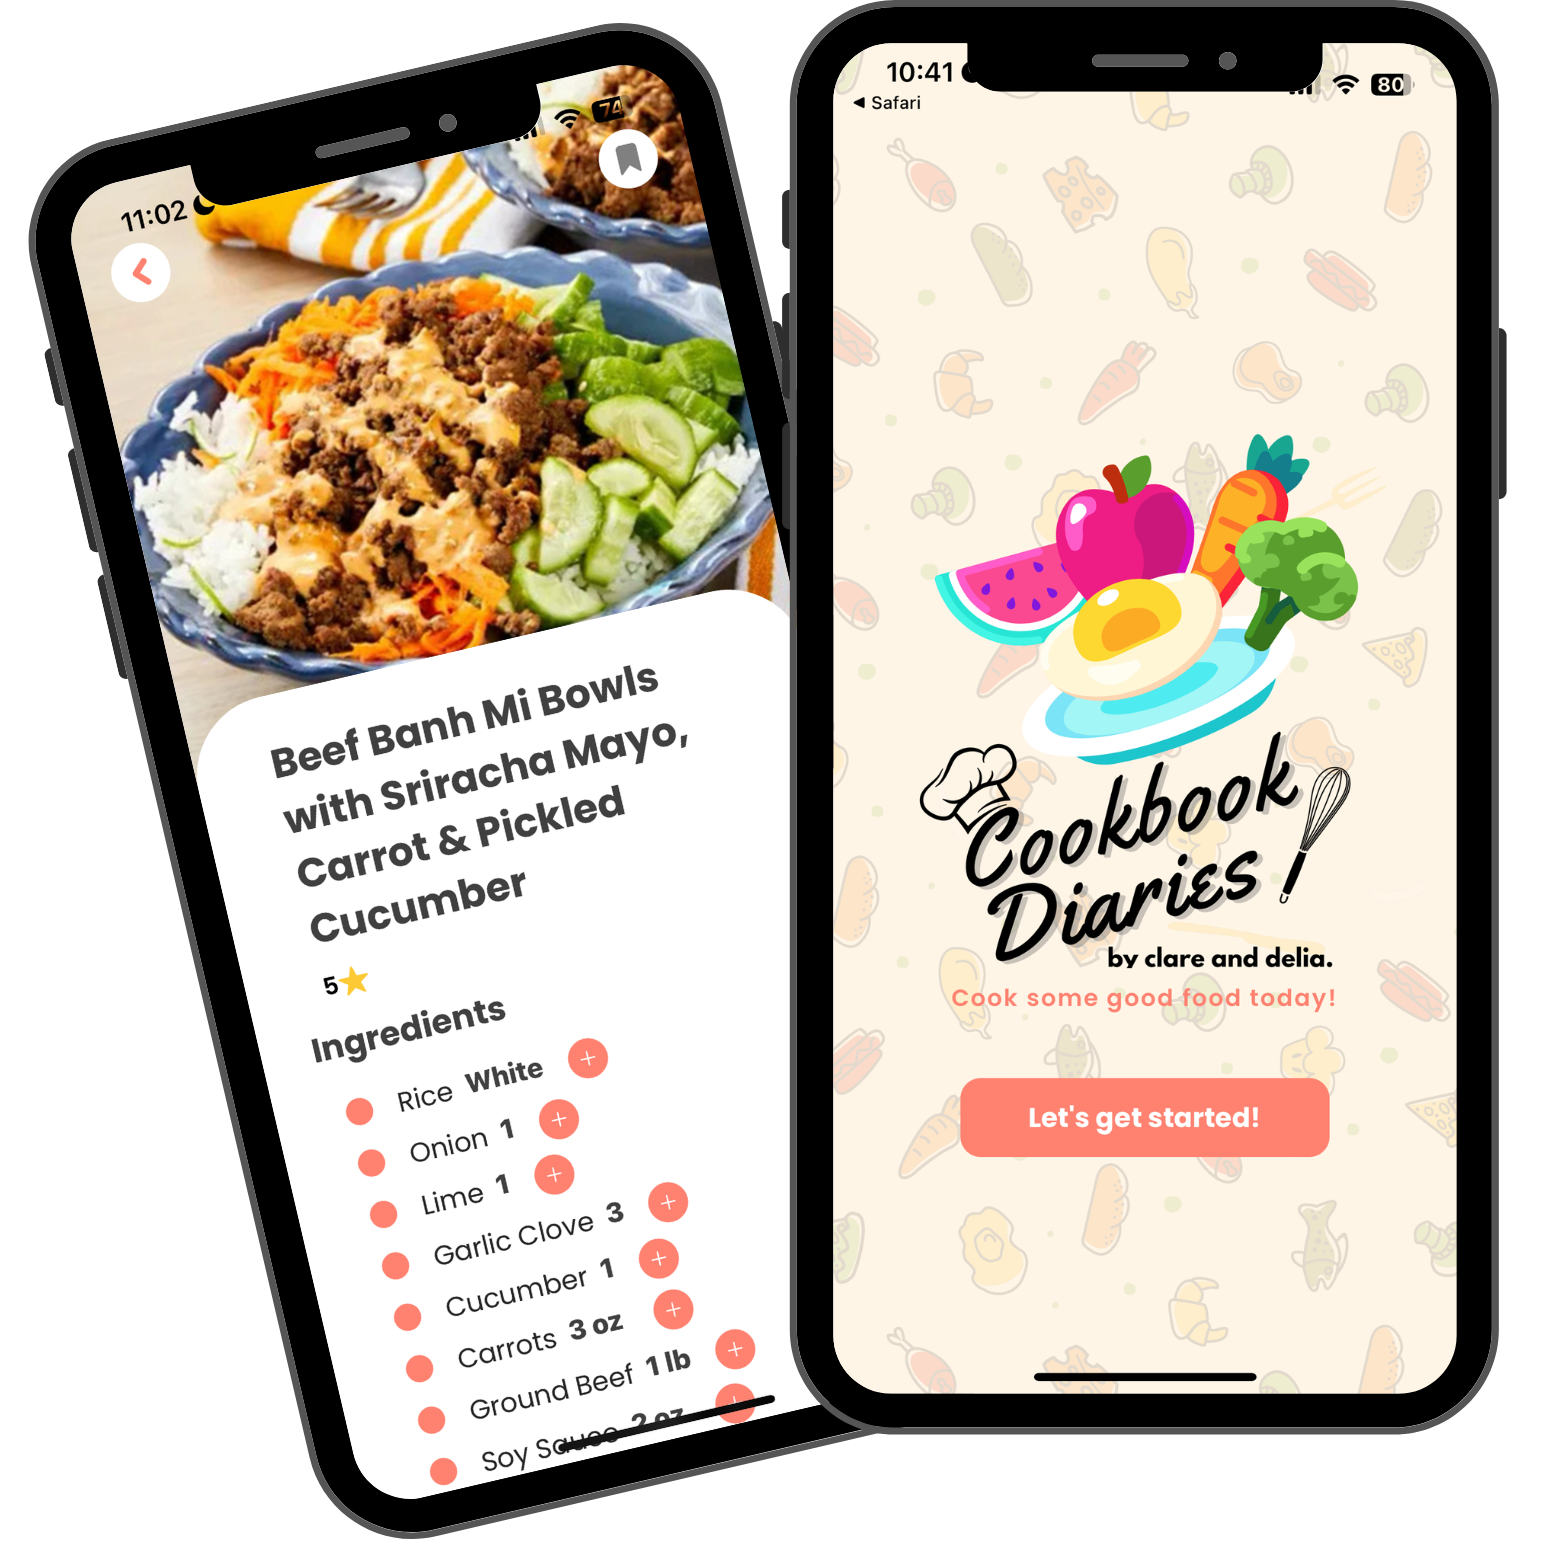 11:02
74
Beef Banh Mi Bowls
with Sriracha Mayo,
Carrot & Pickled
Cucumber
5
Ingredients
Rice White +
Onion 1 +
Lime 1 +
Garlic Clove 3 +
Cucumber 1 +
Carrots 3 oz +
Ground Beef 1 lb +
Soy Sauce 2 oz +
10:41
80
Safari
Cookbook
Diaries
by clare and delia.
Cook some good food today!
Let's get started!